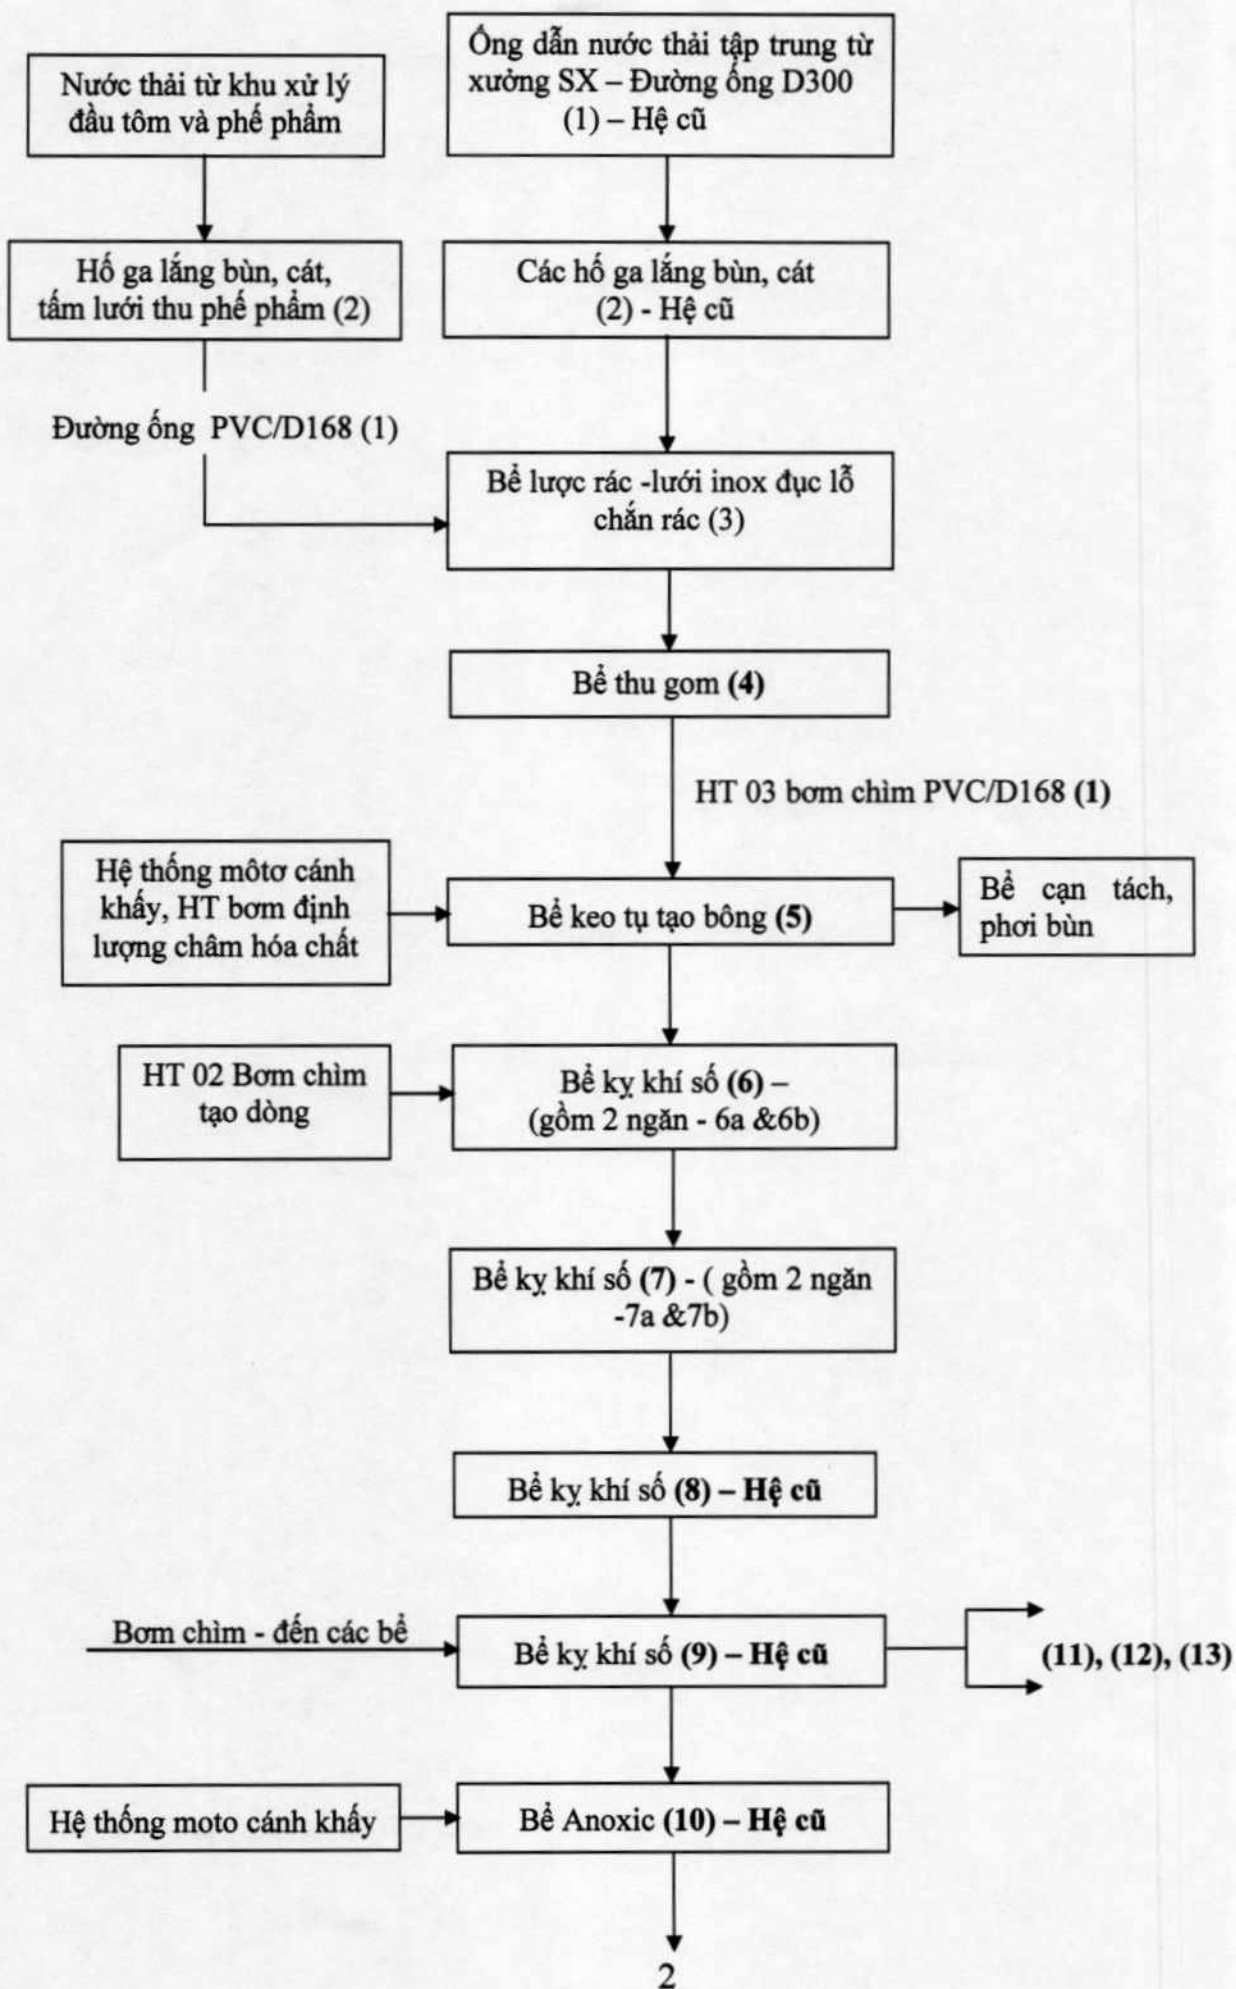 Nước thải từ khu xử lý
đầu tôm và phế phẩm
Ống dẫn nước thải tập trung từ
xưởng SX – Đường ống D300
(1) – Hệ cũ
Hố ga lắng bùn, cát,
tấm lưới thu phế phẩm (2)
Các hố ga lắng bùn, cát
(2) - Hệ cũ
Đường ống PVC/D168 (1)
Bể lược rác -lưới inox đục lỗ
chắn rác (3)
Bể thu gom (4)
HT 03 bơm chìm PVC/D168 (1)
Hệ thống môtơ cánh
khấy, HT bơm định
lượng châm hóa chất
Bể keo tụ tạo bông (5)
Bể cạn tách,
phơi bùn
HT 02 Bơm chìm
tạo dòng
Bể kỵ khí số (6) –
(gồm 2 ngăn - 6a &6b)
Bể kỵ khí số (7) - ( gồm 2 ngăn
-7a &7b)
Bể kỵ khí số (8) – Hệ cũ
Bơm chìm - đến các bể
Bể kỵ khí số (9) – Hệ cũ
(11), (12), (13)
Hệ thống moto cánh khấy
Bể Anoxic (10) – Hệ cũ
2